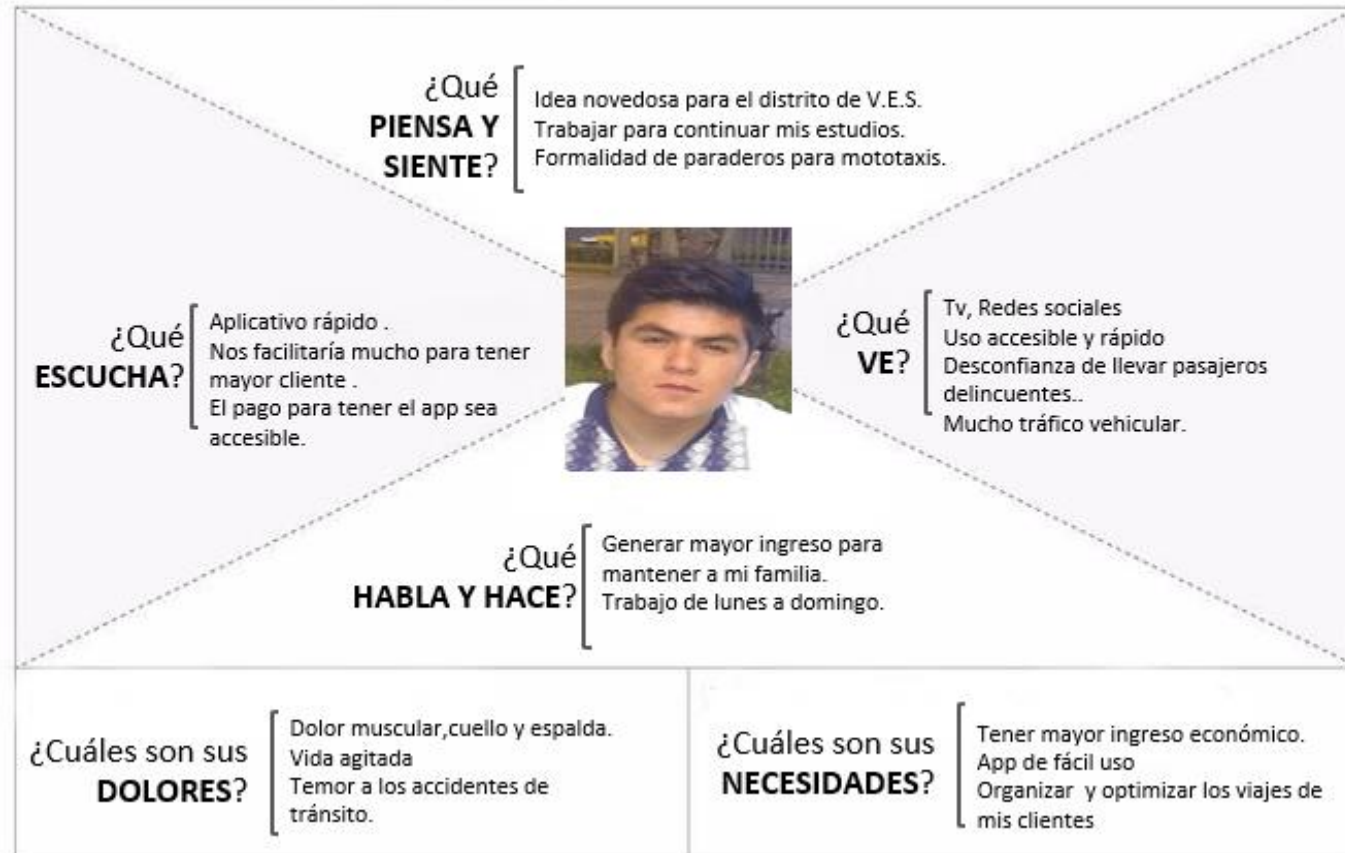 ¿Qué
PIENSA Y
SIENTE?
Idea novedosa para el distrito de V.E.S.
Trabajar para continuar mis estudios.
Formalidad de paraderos para mototaxis.
¿Qué
ESCUCHA?
Aplicativo rápido .
Nos facilitaría mucho para tener
mayor cliente .
El pago para tener el app sea
accesible.
¿Qué
VE?
Tv, Redes sociales
Uso accesible y rápido
Desconfianza de llevar pasajeros
delincuentes..
Mucho tráfico vehicular.
¿Qué
HABLA Y HACE?
Generar mayor ingreso para
mantener a mi familia.
Trabajo de lunes a domingo.
¿Cuáles son sus
DOLORES?
Dolor muscular,cuello y espalda.
Vida agitada
Temor a los accidentes de
tránsito.
¿Cuáles son sus
NECESIDADES?
Tener mayor ingreso económico.
App de fácil uso
Organizar  y optimizar los viajes de
mis clientes